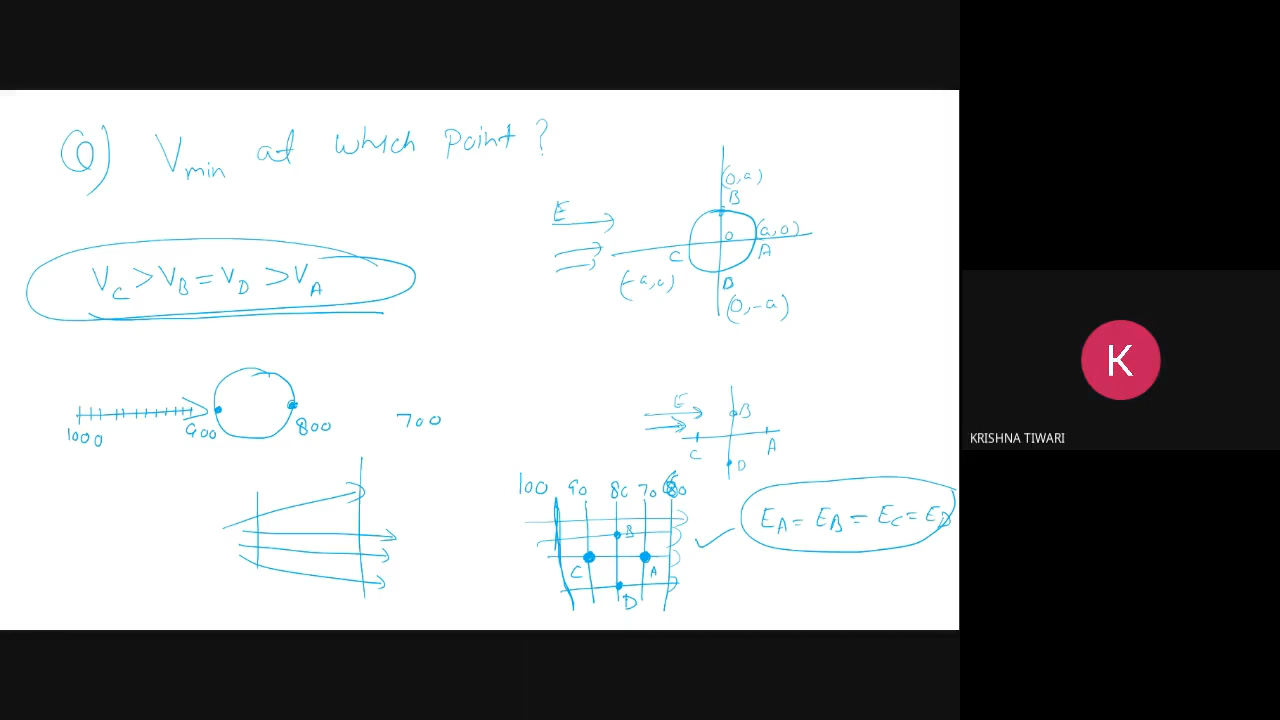 Q) Vmin at which point?
(0,a)
B
E
O
(a,0)
C
A
(-a,0)
D
(0,-a)
VC > VB = VD > VA
1000
900
800
700
E
B
C
A
D
100 90 80 70 60
B
C
A
D
EA = EB = EC = ED
K
KRISHNA TIWARI